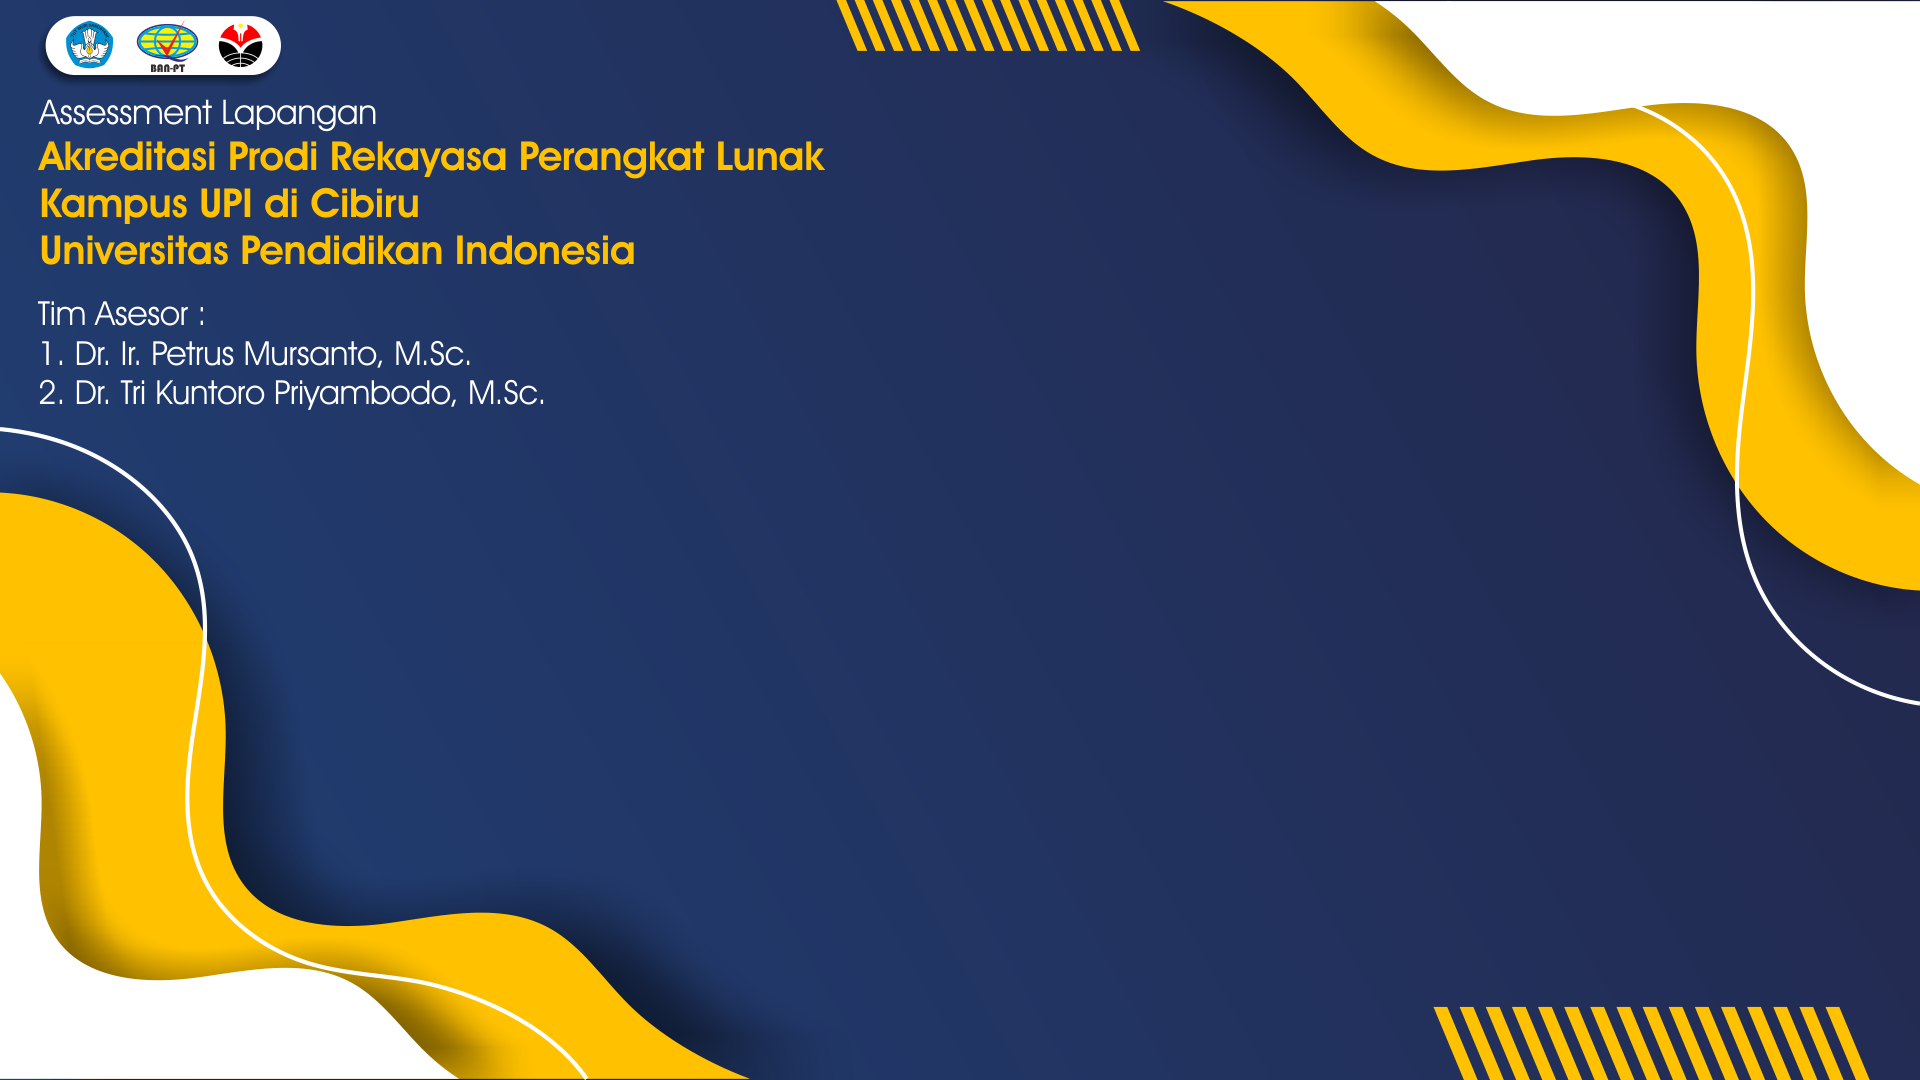 BAN-PT
Assessment Lapangan
Akreditasi Prodi Rekayasa Perangkat Lunak
Kampus UPI di Cibiru
Universitas Pendidikan Indonesia
Tim Asesor :
1. Dr. Ir. Petrus Mursanto, M.Sc.
2. Dr. Tri Kuntoro Priyambodo, M.Sc.